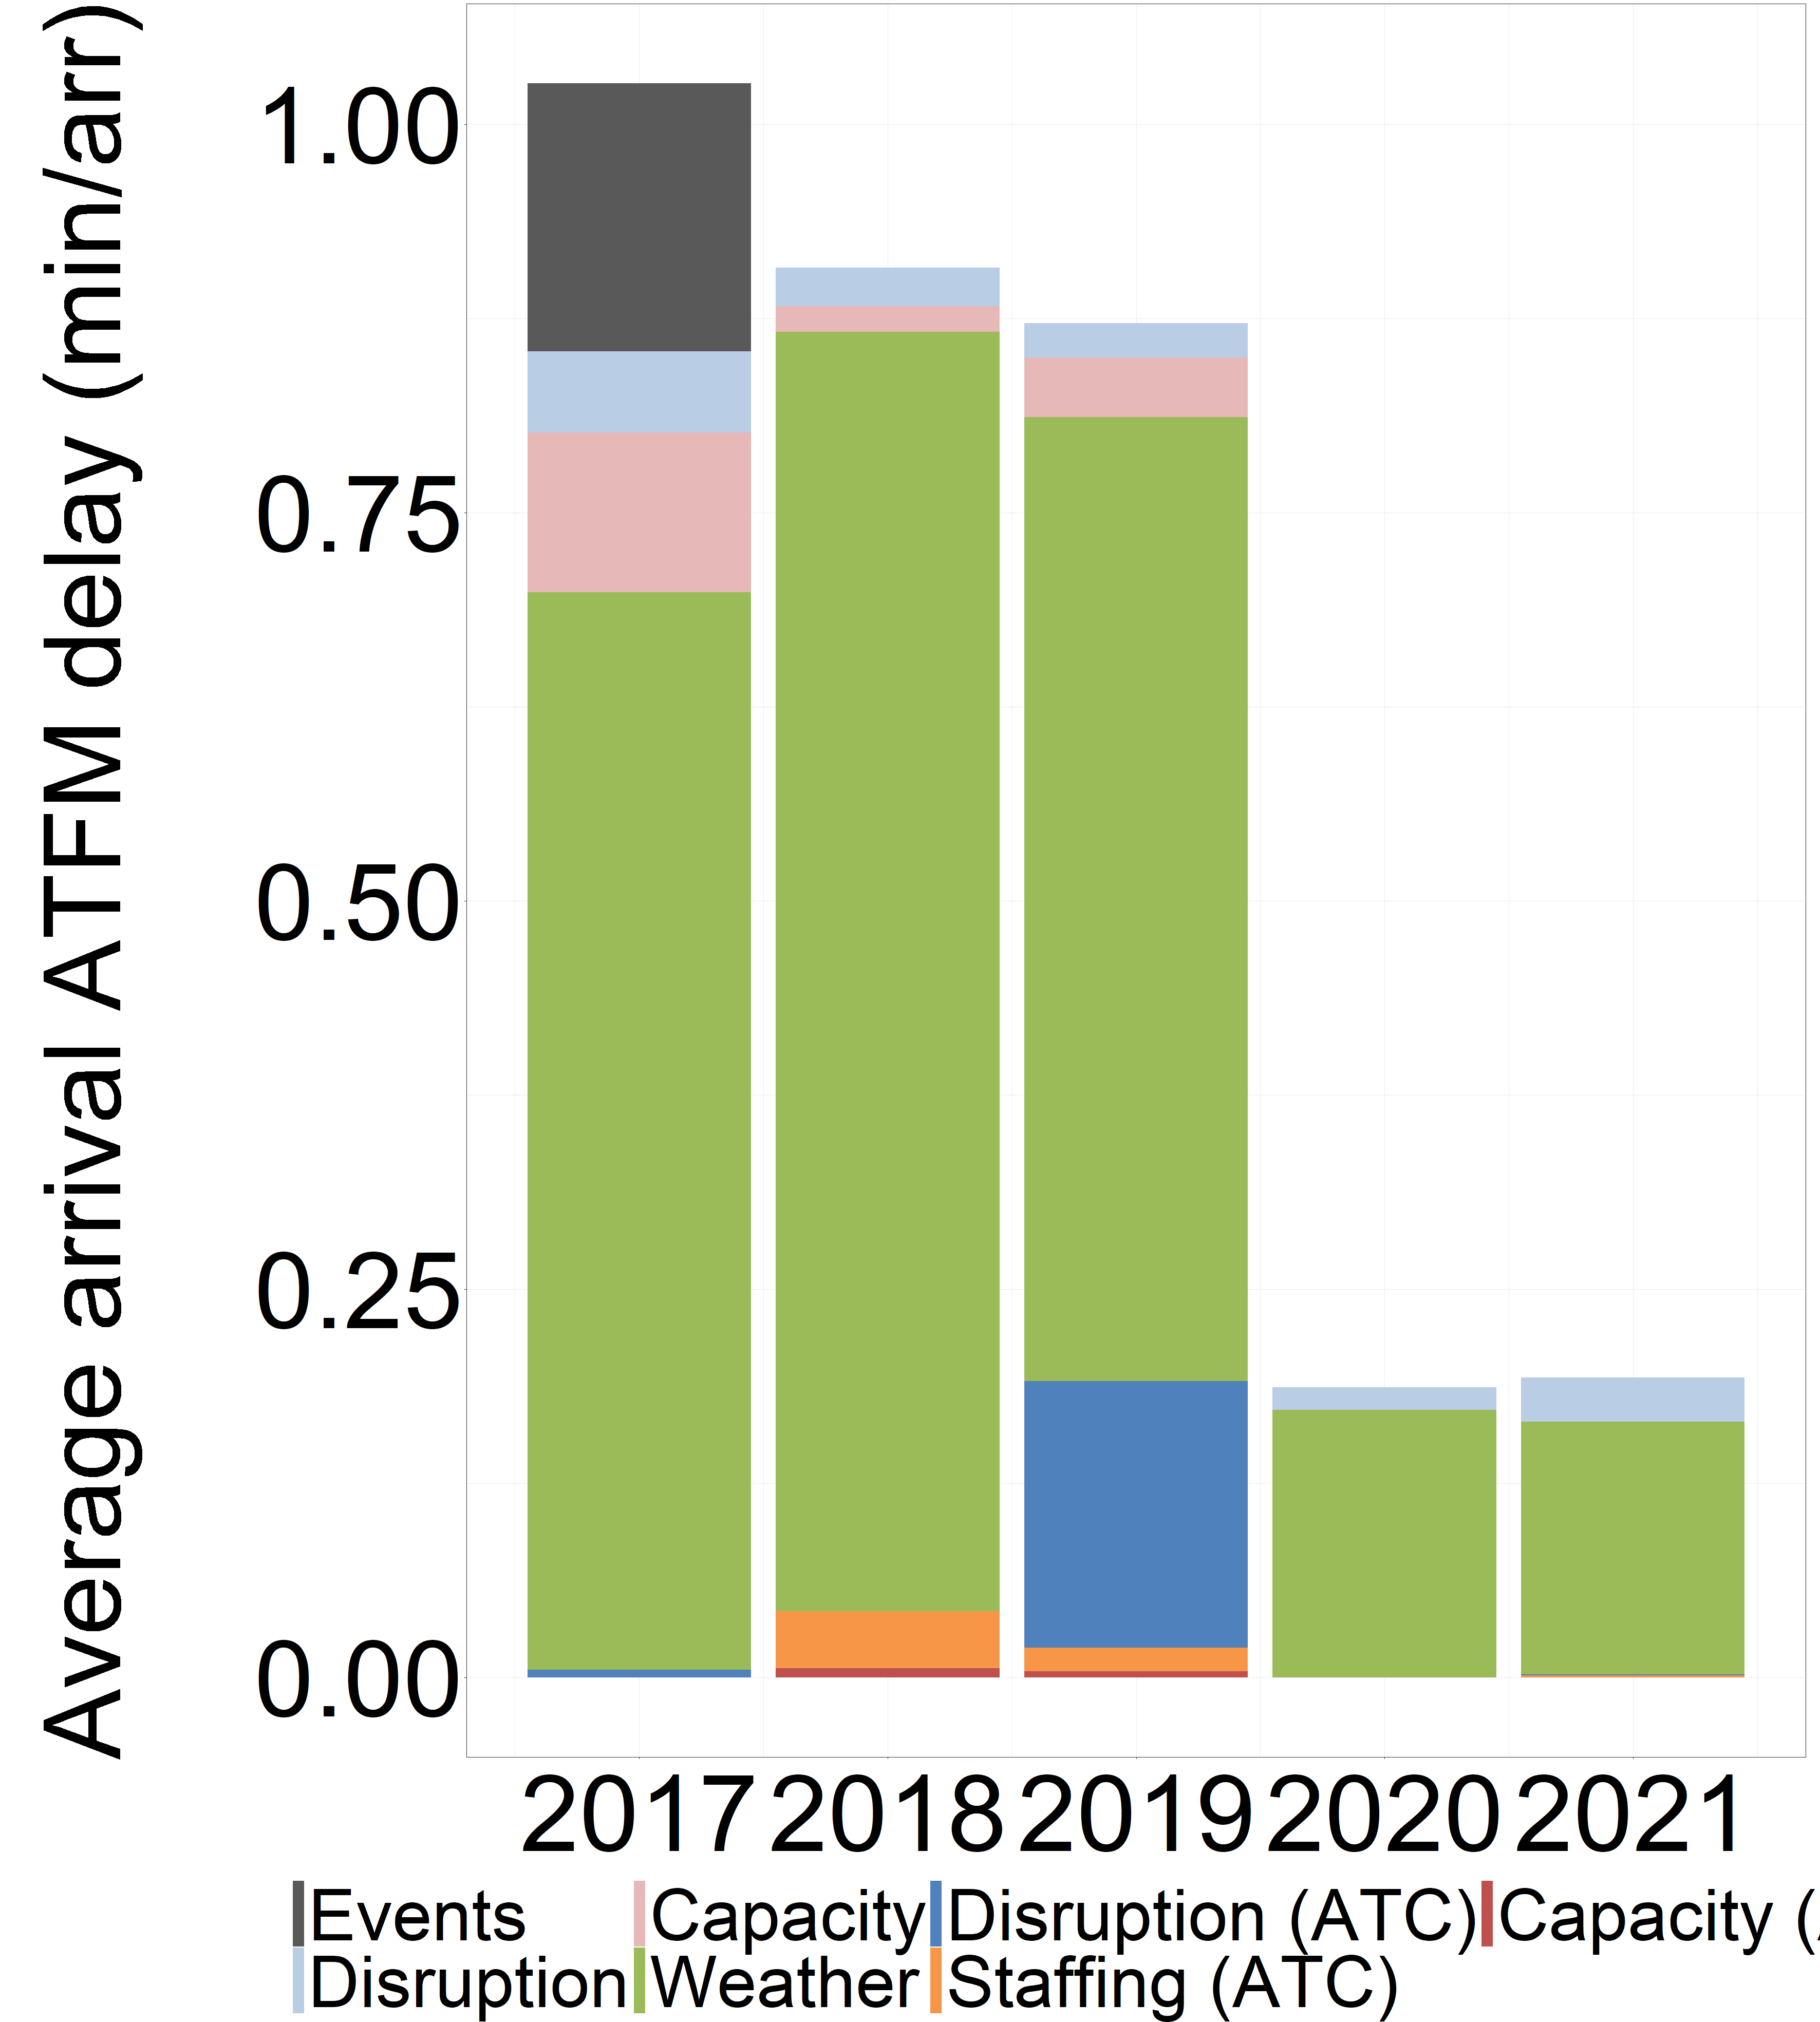 Average arrival ATFM delay (min/arr)
1.00
0.75
0.50
0.25
0.00
2017 2018 2019 2020 2021
Events Capacity Disruption (ATC) Capacity (
Disruption Weather Staffing (ATC)